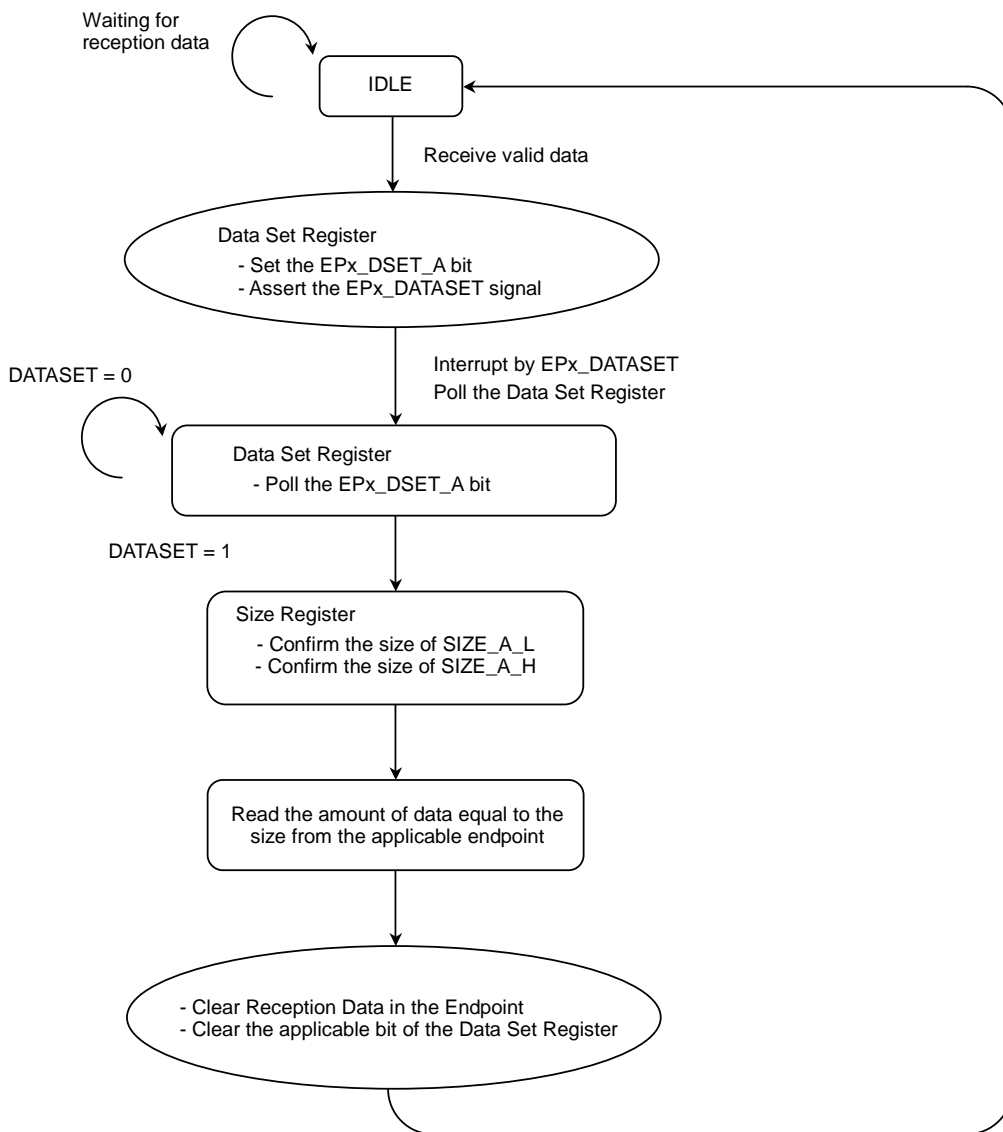 Waiting for
reception data
IDLE
Receive valid data
Data Set Register
- Set the EPx_DSET_A bit
- Assert the EPx_DATASET signal
Interrupt by EPx_DATASET
Poll the Data Set Register
DATASET = 0
Data Set Register
- Poll the EPx_DSET_A bit
DATASET = 1
Size Register
- Confirm the size of SIZE_A_L
- Confirm the size of SIZE_A_H
Read the amount of data equal to the
size from the applicable endpoint
- Clear Reception Data in the Endpoint
- Clear the applicable bit of the Data Set Register